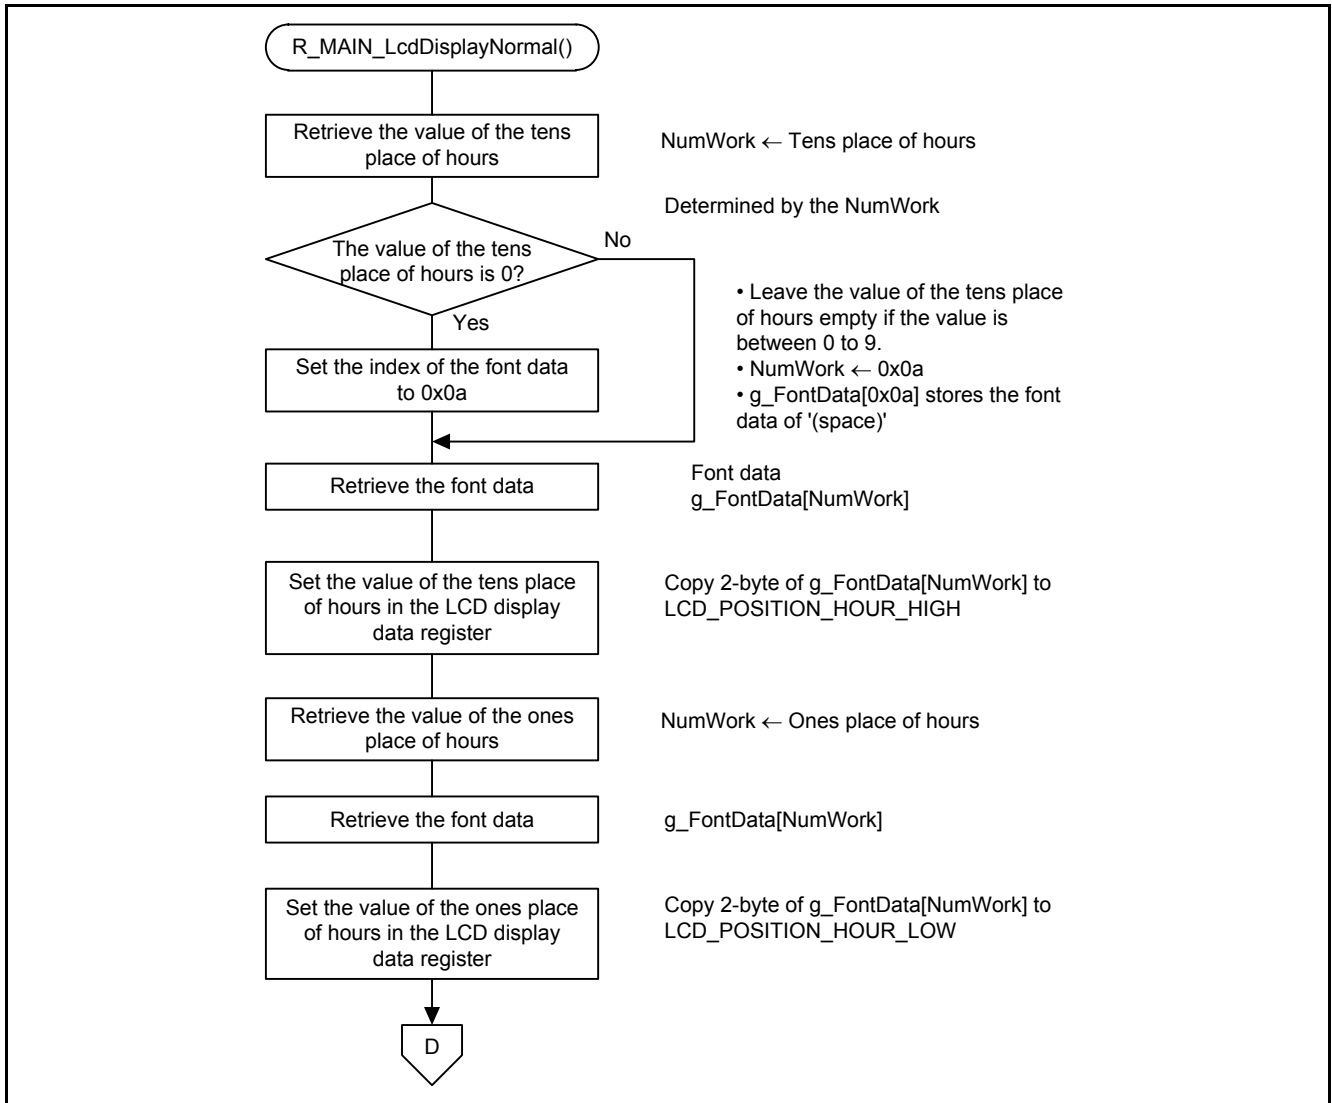 R_MAIN_LcdDisplayNormal()
Retrieve the value of the tens
place of hours
NumWork ← Tens place of hours
Determined by the NumWork
The value of the tens
place of hours is 0?
No
Yes
• Leave the value of the tens place
of hours empty if the value is
between 0 to 9.
• NumWork ← 0x0a
• g_FontData[0x0a] stores the font
data of '(space)'
Set the index of the font data
to 0x0a
Retrieve the font data
Font data
g_FontData[NumWork]
Set the value of the tens place
of hours in the LCD display
data register
Copy 2-byte of g_FontData[NumWork] to
LCD_POSITION_HOUR_HIGH
Retrieve the value of the ones
place of hours
NumWork ← Ones place of hours
Retrieve the font data
g_FontData[NumWork]
Set the value of the ones place
of hours in the LCD display
data register
Copy 2-byte of g_FontData[NumWork] to
LCD_POSITION_HOUR_LOW
D